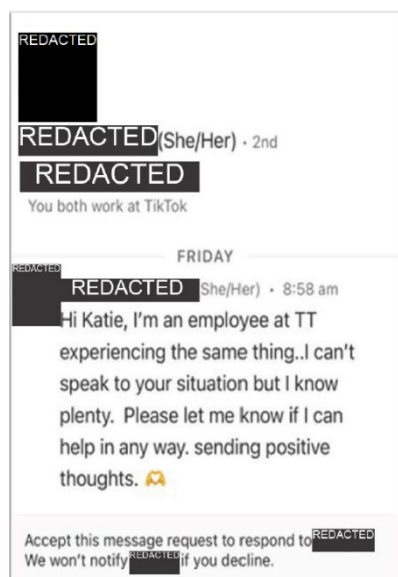 REDACTED
REDACTED (She/Her) · 2nd
REDACTED
You both work at TikTok
FRIDAY
REDACTED
REDACTED She/Her) · 8:58 am
Hi Katie, I’m an employee at TT
experiencing the same thing..I can’t
speak to your situation but I know
plenty. Please let me know if I can
help in any way. sending positive
thoughts. 🫶
Accept this message request to respond to REDACTED
We won’t notify REDACTED if you decline.